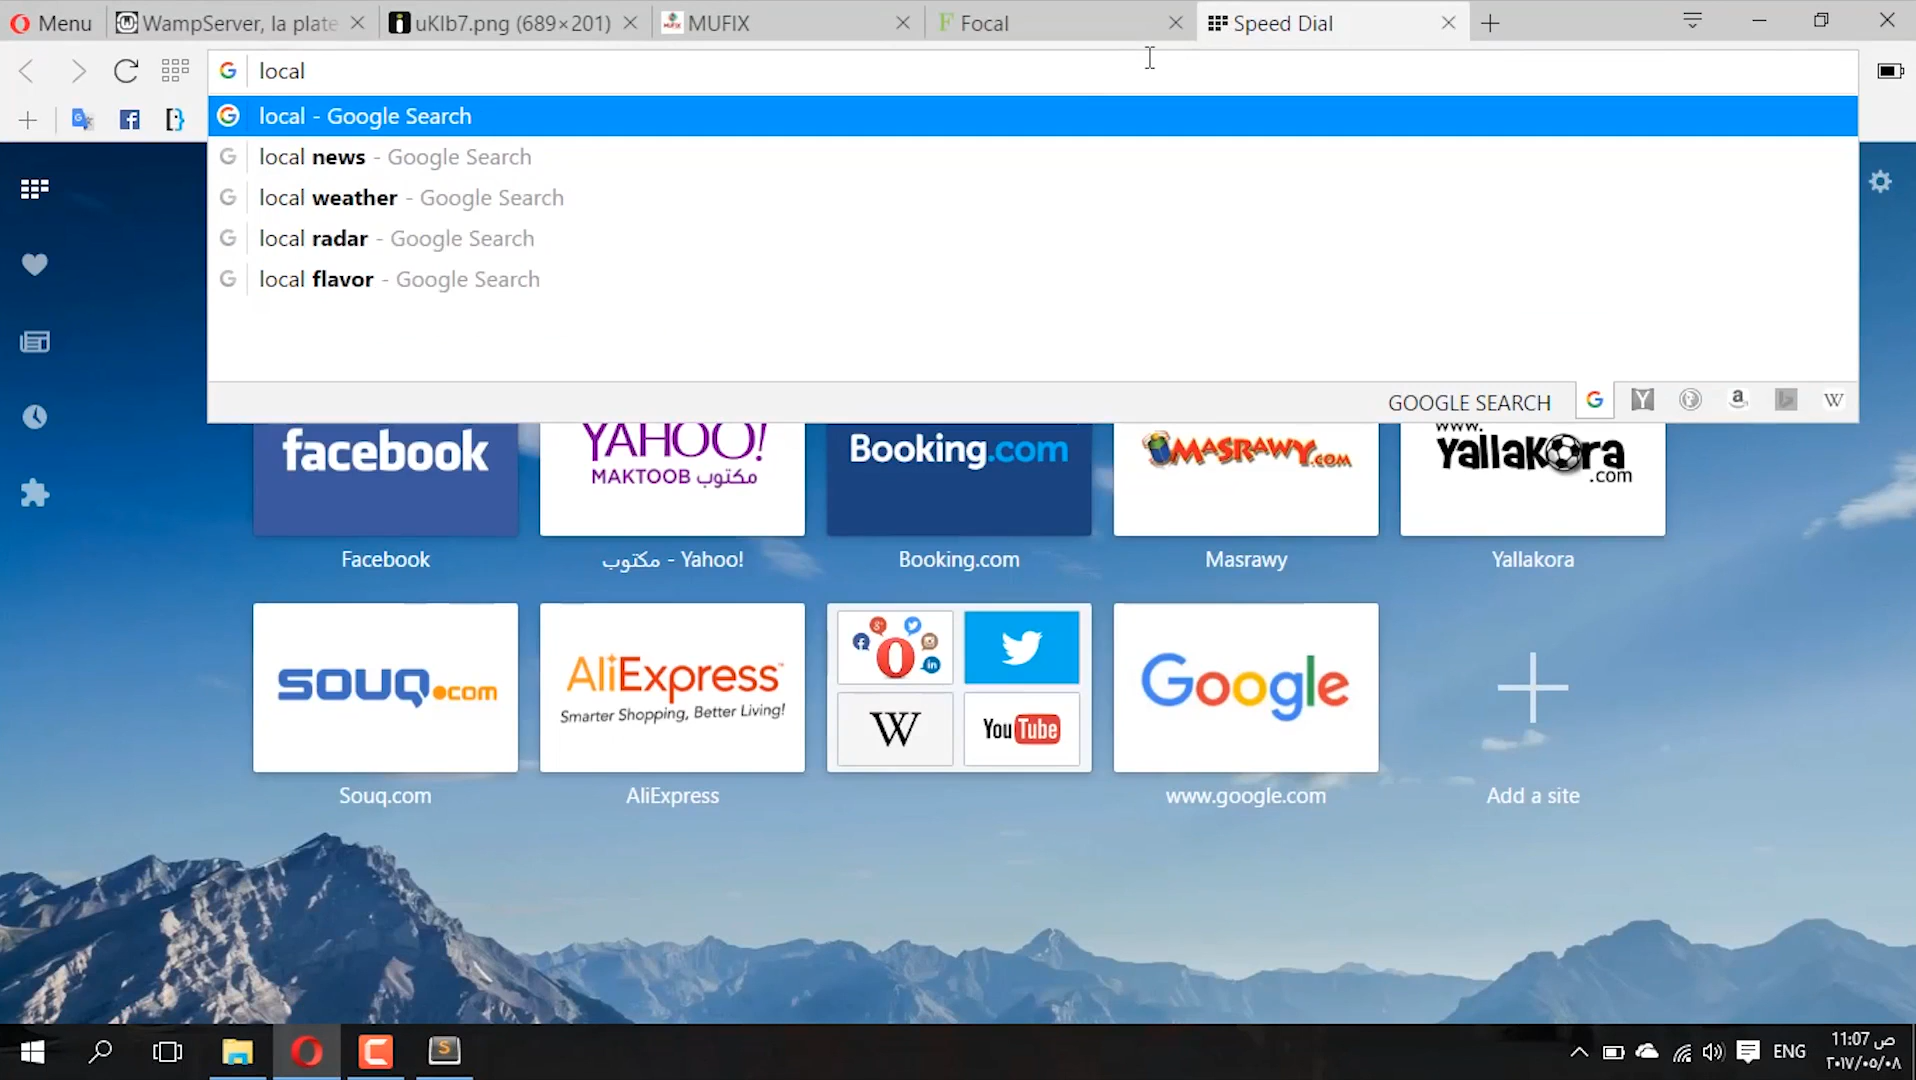 Menu
WampServer, la plate
uKIb7.png (689×201)
MUFIX
Focal
Speed Dial
local
local - Google Search
local news - Google Search
local weather - Google Search
local radar - Google Search
local flavor - Google Search
GOOGLE SEARCH
facebook
YAHOO!
MAKTOOB مكتوب
Booking.com
MASRAWY.COM
www.
yallakora
.com
Facebook
مكتوب - Yahoo!
Booking.com
Masrawy
Yallakora
souq.com
AliExpress™
Smarter Shopping, Better Living!
W
YouTube
Google
Souq.com
AliExpress
www.google.com
Add a site
ENG
11:07 ص
٢٠١٧/٠٥/٠٨